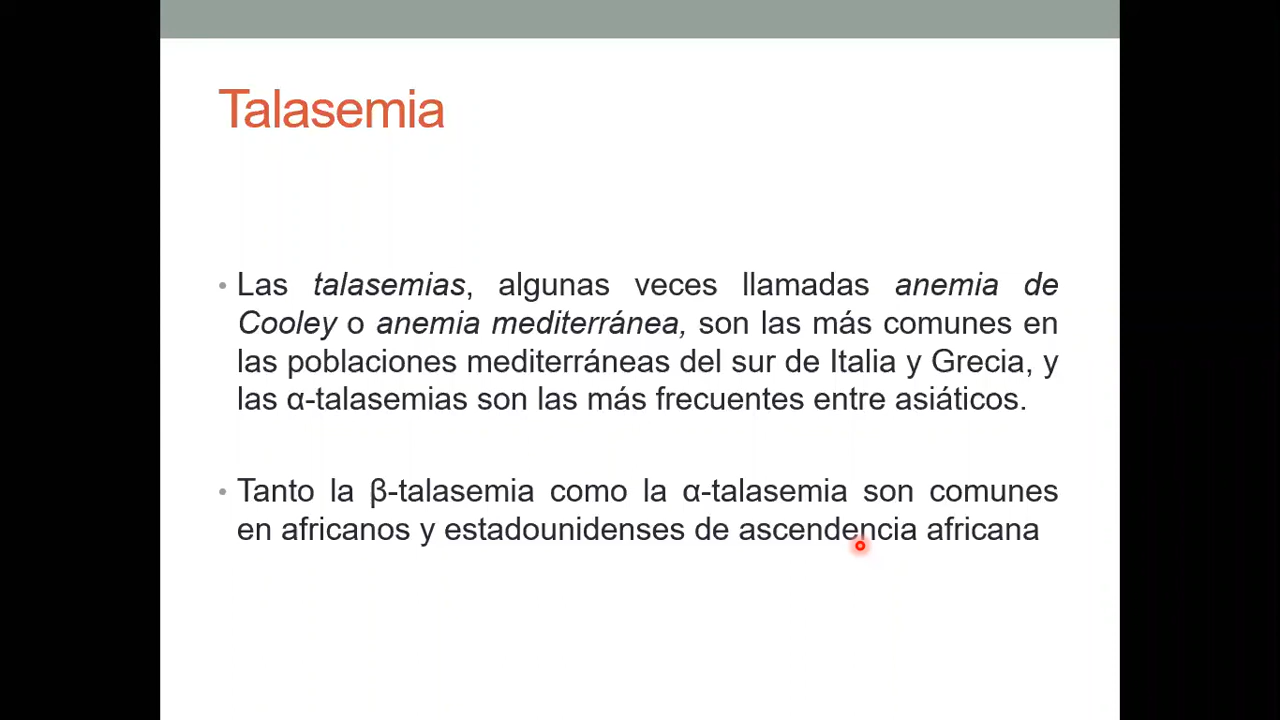 Talasemia
• Las talasemias, algunas veces llamadas anemia de
Cooley o anemia mediterránea, son las más comunes en
las poblaciones mediterráneas del sur de Italia y Grecia, y
las α-talasemias son las más frecuentes entre asiáticos.
• Tanto la β-talasemia como la α-talasemia son comunes
en africanos y estadounidenses de ascendencia africana